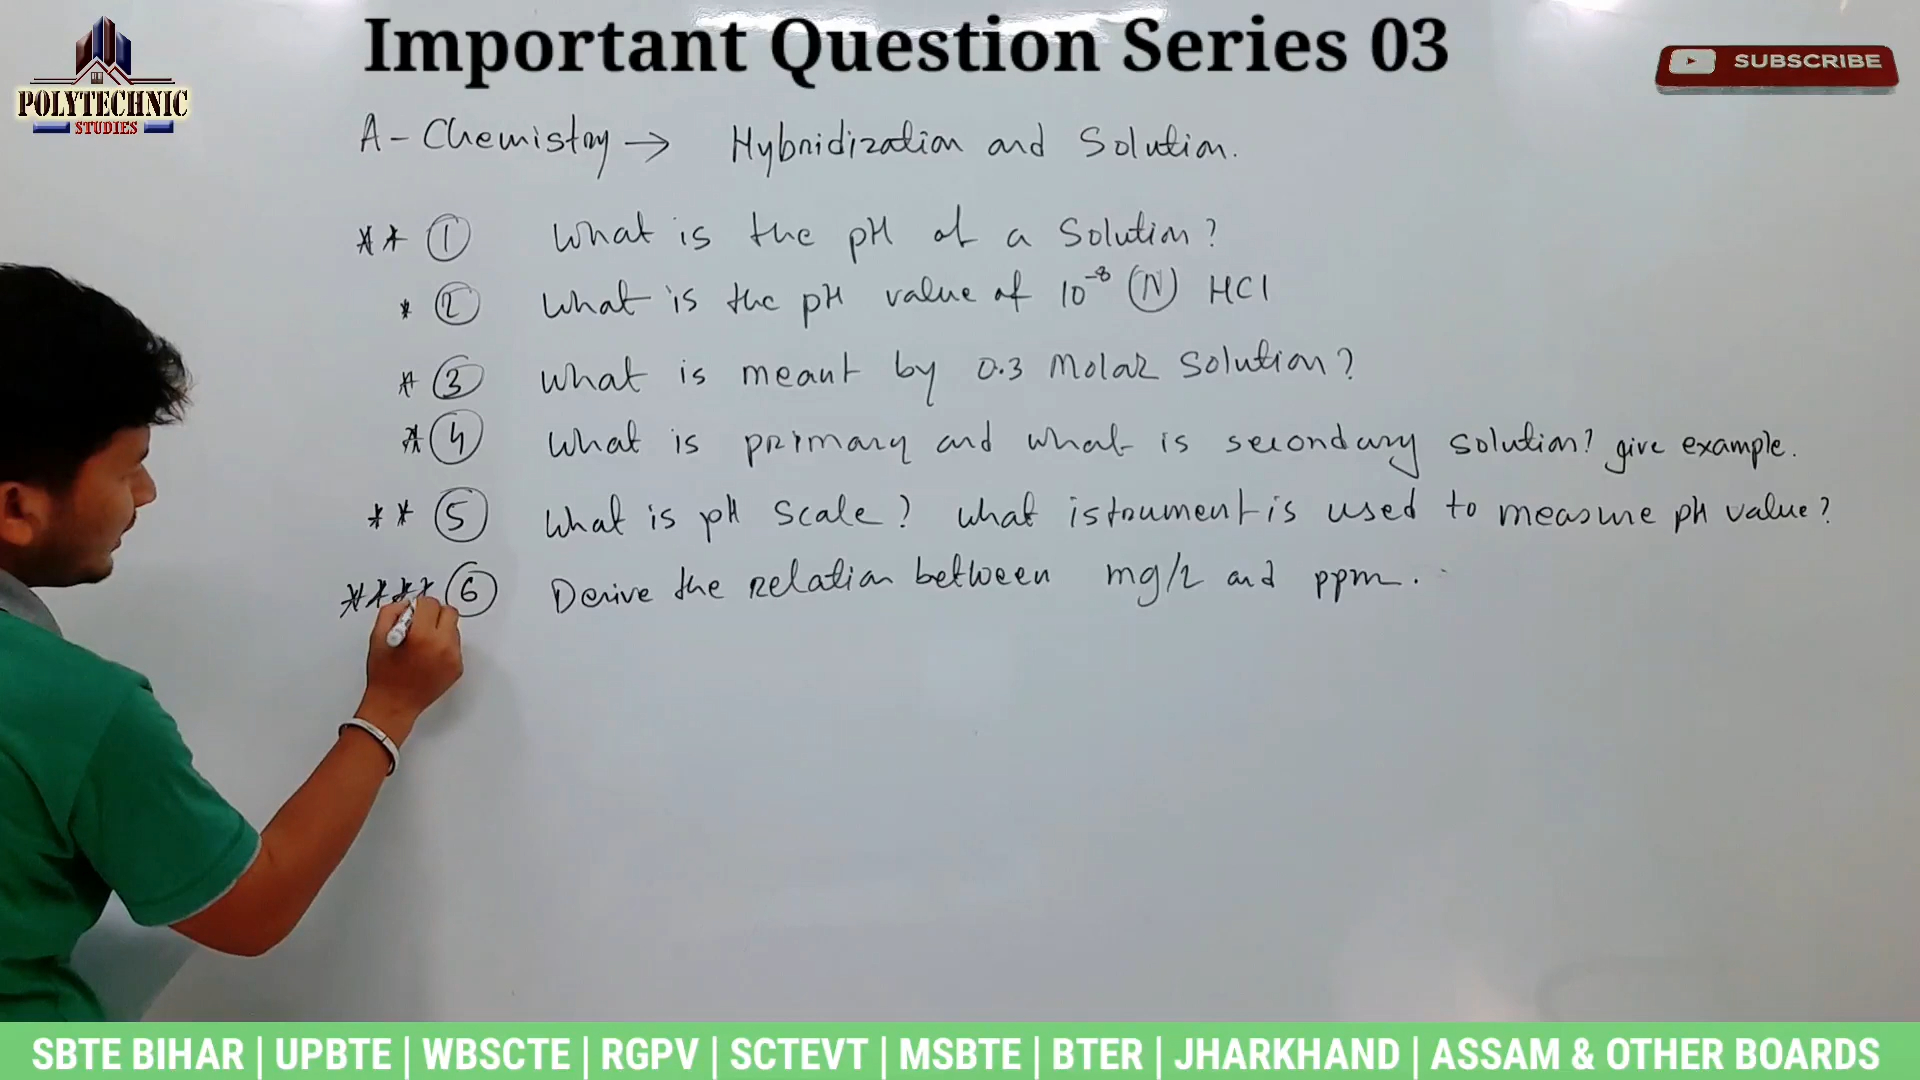 Important Question Series 03
POLYTECHNIC
STUDIES
SUBSCRIBE
A - Chemistry → Hybridization and Solution.
** ① What is the pH of a Solution?
* ② What is the pH value of 10⁻⁸ (N) HCl
* ③ What is meant by 0.3 Molar Solution?
* ④ What is primary and what is secondary solution? give example.
** ⑤ What is pH Scale? What istrument is used to measure pH value?
**** ⑥ Derive the relation between mg/l and ppm.
SBTE BIHAR | UPBTE | WBSCTE | RGPV | SCTEVT | MSBTE | BTER | JHARKHAND | ASSAM & OTHER BOARDS